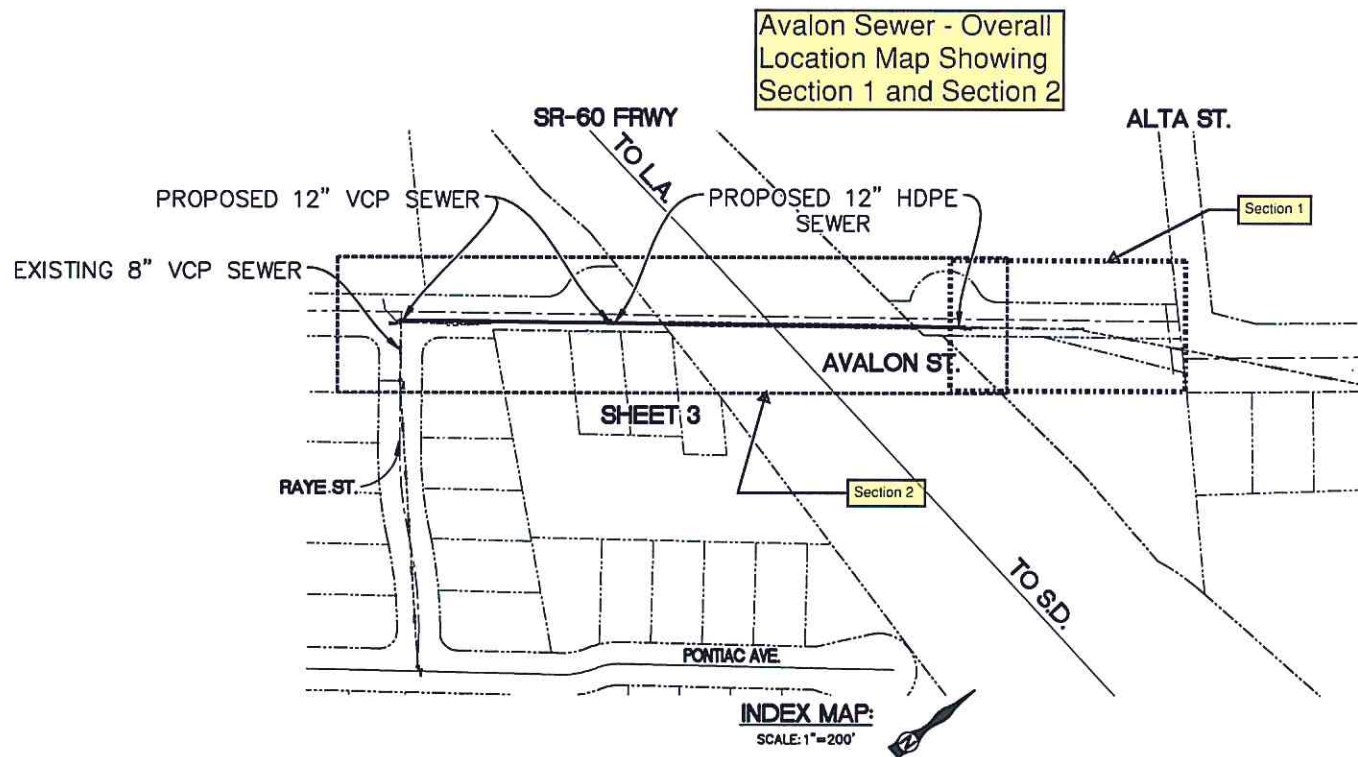 Avalon Sewer - Overall
Location Map Showing
Section 1 and Section 2
SR-60 FRWY
ALTA ST.
TO L.A.
PROPOSED 12" VCP SEWER
PROPOSED 12" HDPE
SEWER
Section 1
EXISTING 8" VCP SEWER
AVALON ST.
SHEET 3
RAYE ST.
Section 2
TO S.D.
PONTIAC AVE.
INDEX MAP:
SCALE: 1"=200'
N